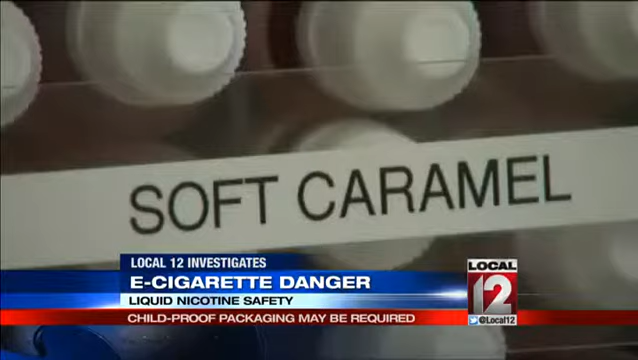 SOFT CARAMEL
LOCAL 12 INVESTIGATES
E-CIGARETTE DANGER
LIQUID NICOTINE SAFETY
CHILD-PROOF PACKAGING MAY BE REQUIRED
LOCAL
12
@Local12